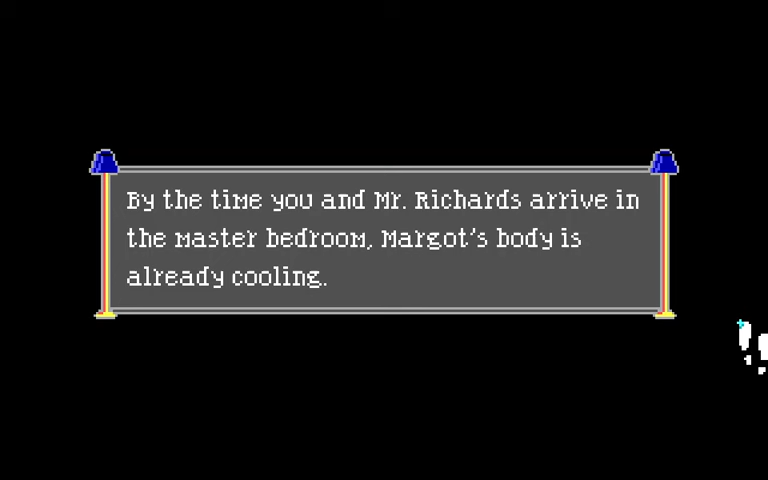 By the time you and Mr. Richards arrive in
the master bedroom, Margot's body is
already cooling.